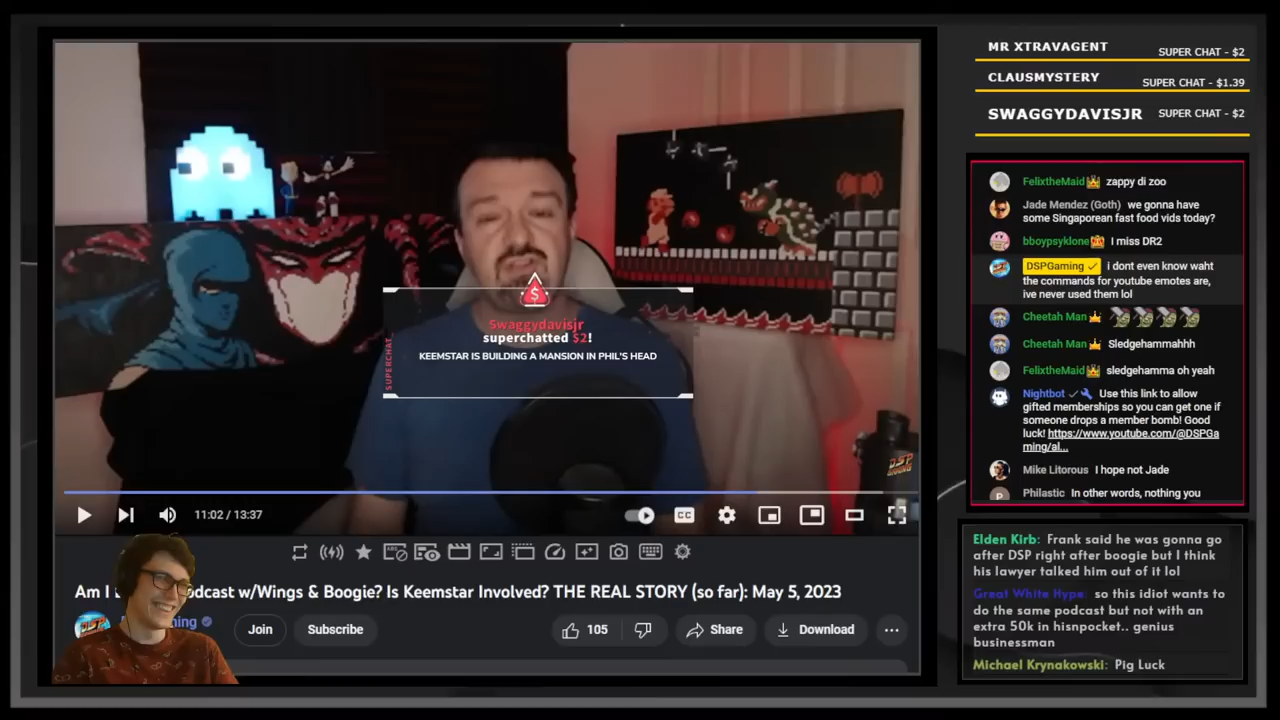 MR XTRAVAGENT SUPER CHAT - $2
CLAUSMYSTERY SUPER CHAT - $1.39
SWAGGYDAVISJR SUPER CHAT - $2
FelixtheMaid zappy di zoo
Jade Mendez (Goth) we gonna have
some Singaporean fast food vids today?
bboypsyklone I miss DR2
DSPGaming i dont even know waht
the commands for youtube emotes are,
ive never used them lol
Cheetah Man
Cheetah Man Sledgehammahhh
FelixtheMaid sledgehamma oh yeah
Nightbot Use this link to allow
gifted memberships so you can get one if
someone drops a member bomb! Good
luck! https://www.youtube.com/@DSPGa
ming/al...
Mike Litorous I hope not Jade
P Philastic In other words, nothing you
$
SUPERCHAT
Swaggydavisjr
superchatted $2!
KEEMSTAR IS BUILDING A MANSION IN PHIL'S HEAD
DSP
GAMING
11:02 / 13:37
CC
Am I podcast w/Wings & Boogie? Is Keemstar Involved? THE REAL STORY (so far): May 5, 2023
Join
Subscribe
105
Share
Download
Elden Kirb: Frank said he was gonna go
after DSP right after boogie but I think
his lawyer talked him out of it lol
Great White Hype: so this idiot wants to
do the same podcast but not with an
extra 50k in hisnpocket.. genius
businessman
Michael Krynakowski: Pig Luck